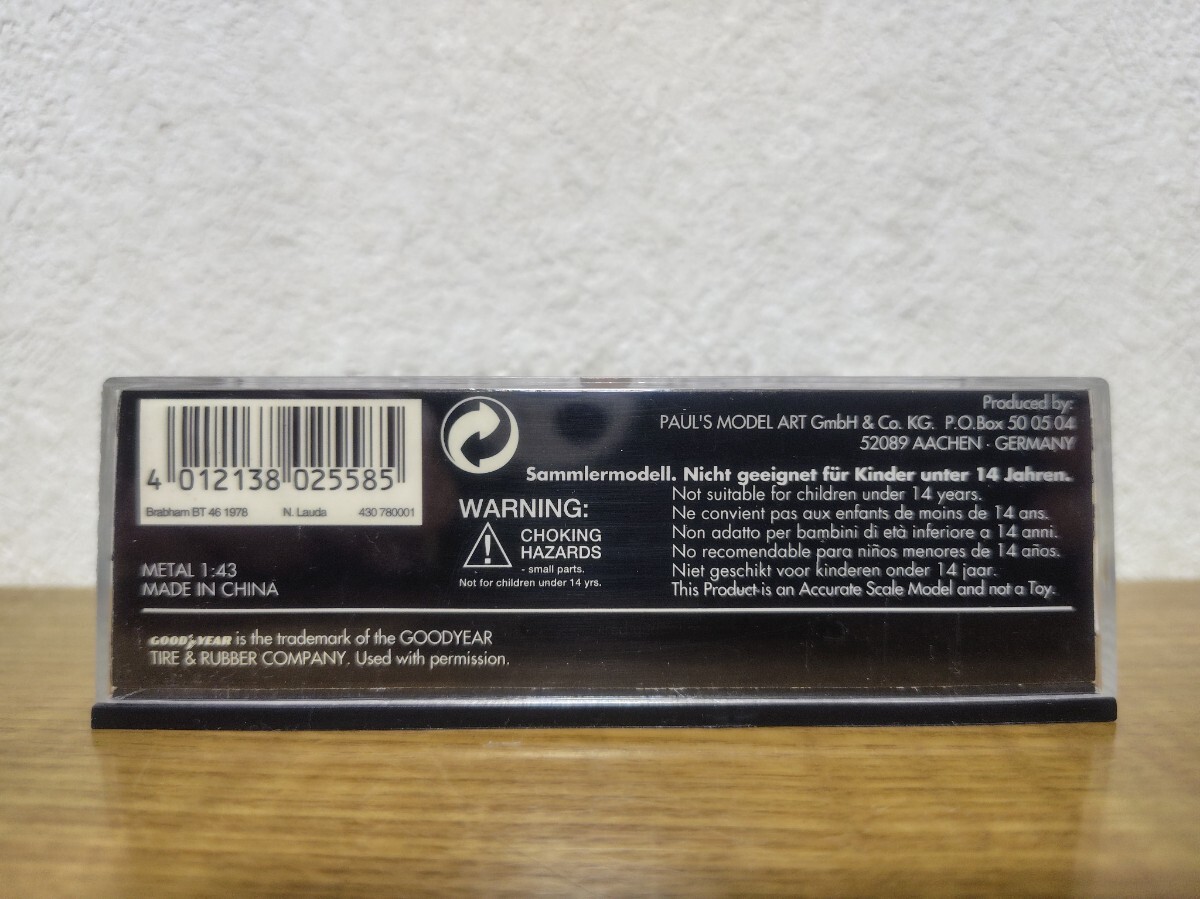 4 012138 025585
Brabham BT 46 1978 N. Lauda 430 780001
METAL 1:43
MADE IN CHINA
Produced by:
PAUL'S MODEL ART GmbH & Co. KG. P.O.Box 50 05 04
52089 AACHEN · GERMANY
Sammlermodell. Nicht geeignet für Kinder unter 14 Jahren.
WARNING:
! CHOKING
HAZARDS
- small parts.
Not for children under 14 yrs.
Not suitable for children under 14 years.
Ne convient pas aux enfants de moins de 14 ans.
Non adatto per bambini di età inferiore a 14 anni.
No recomendable para niños menores de 14 años.
Niet geschikt voor kinderen onder 14 jaar.
This Product is an Accurate Scale Model and not a Toy.
GOODYEAR is the trademark of the GOODYEAR
TIRE & RUBBER COMPANY. Used with permission.